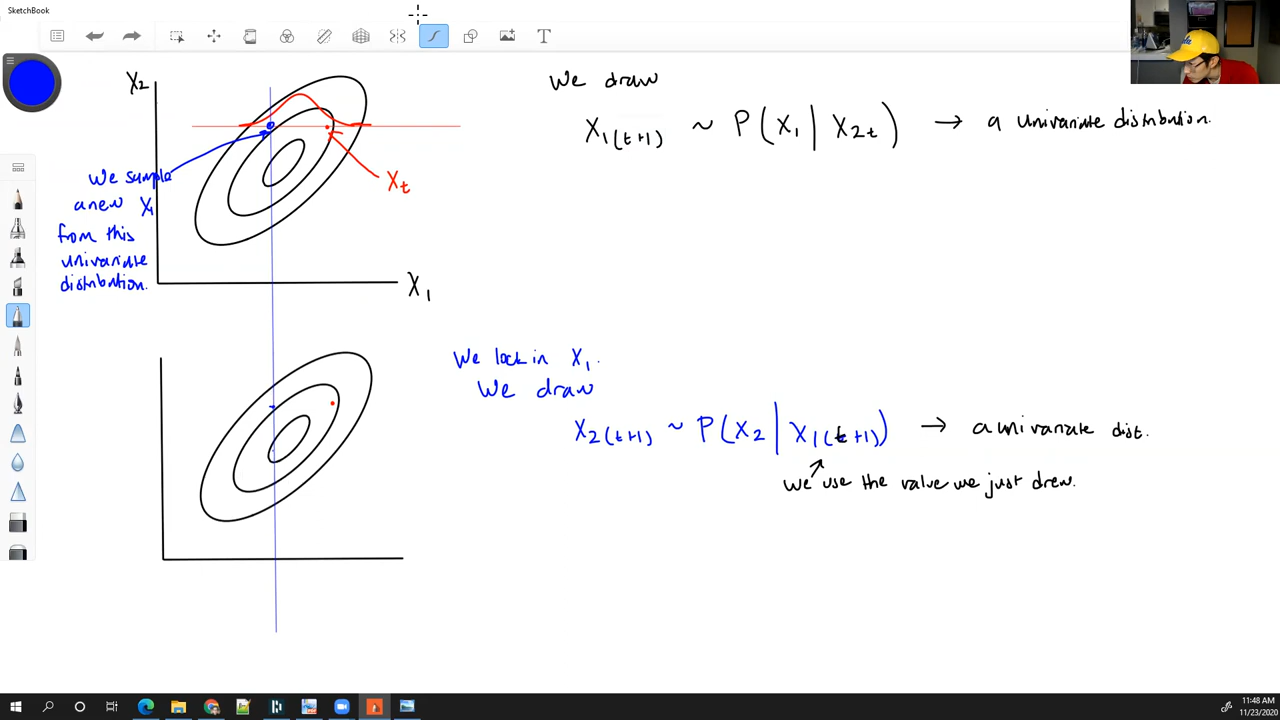 SketchBook
X2
We draw
X1(t+1) ~ P(X1 | X2t) → a univariate distribution.
We sample
a new X1
from this
univariate
distribution.
Xt
X1
We lock in X1.
We draw
X2(t+1) ~ P(X2 | X1(t+1)) → a univariate dist.
We use the value we just drew.
11:48 AM
11/23/2020